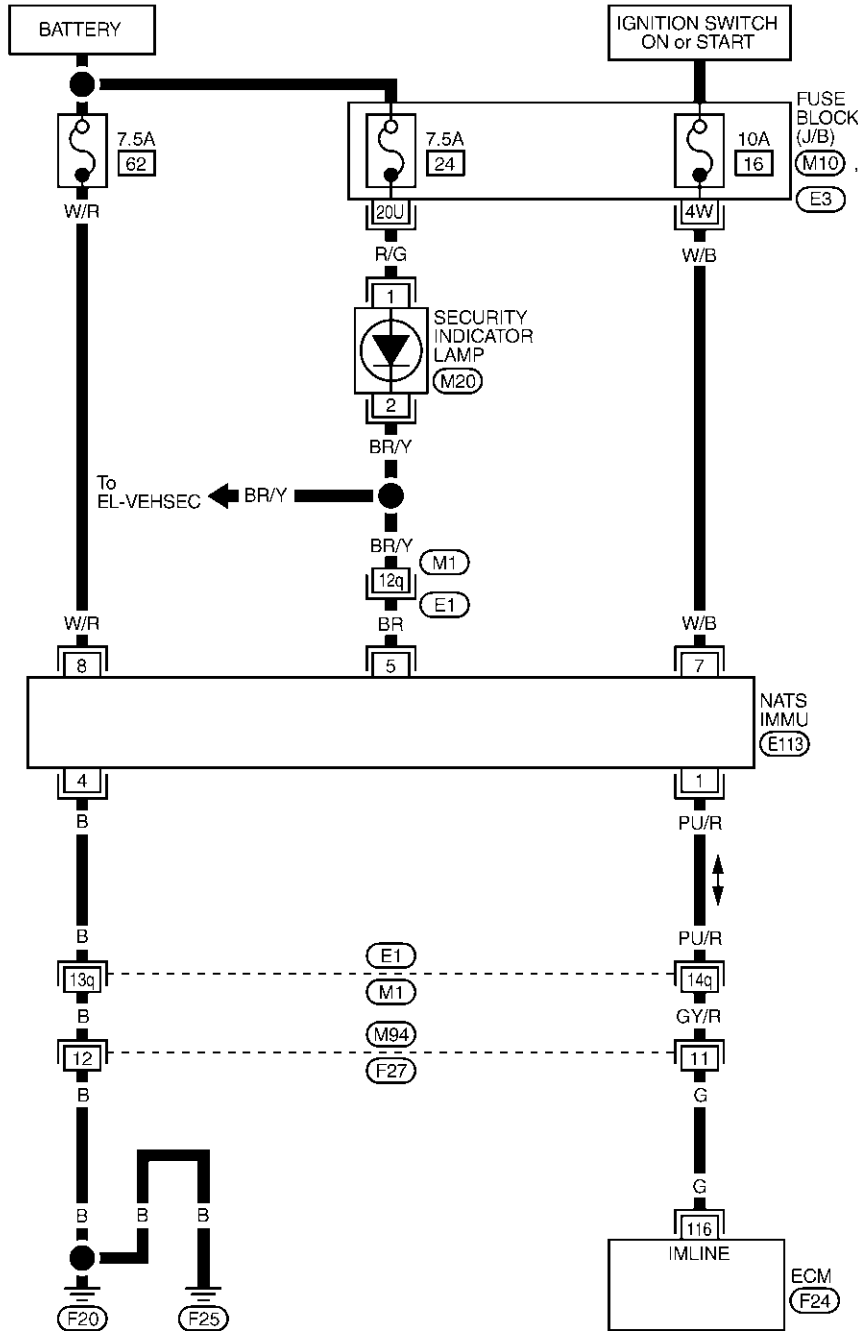 BATTERY
IGNITION SWITCH
ON or START
FUSE
BLOCK
(J/B)
M10 ,
E3
7.5A
62
7.5A
24
10A
16
W/R
20U
4W
R/G
W/B
1
SECURITY
INDICATOR
LAMP
M20
2
BR/Y
To
EL-VEHSEC
BR/Y
BR/Y
M1
12q
E1
W/R
BR
W/B
8
5
7
NATS
IMMU
E113
4
1
B
PU/R
B
PU/R
E1
13q
14q
M1
B
GY/R
M94
12
11
F27
B
G
B
B
B
G
116
IMLINE
ECM
F24
F20
F25